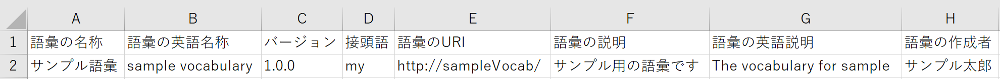 A B C D E F G H
1 語彙の名称 語彙の英語名称 バージョン 接頭語 語彙のURI 語彙の説明 語彙の英語説明 語彙の作成者
2 サンプル語彙 sample vocabulary 1.0.0 my http://sampleVocab/ サンプル用の語彙です The vocabulary for sample サンプル太郎